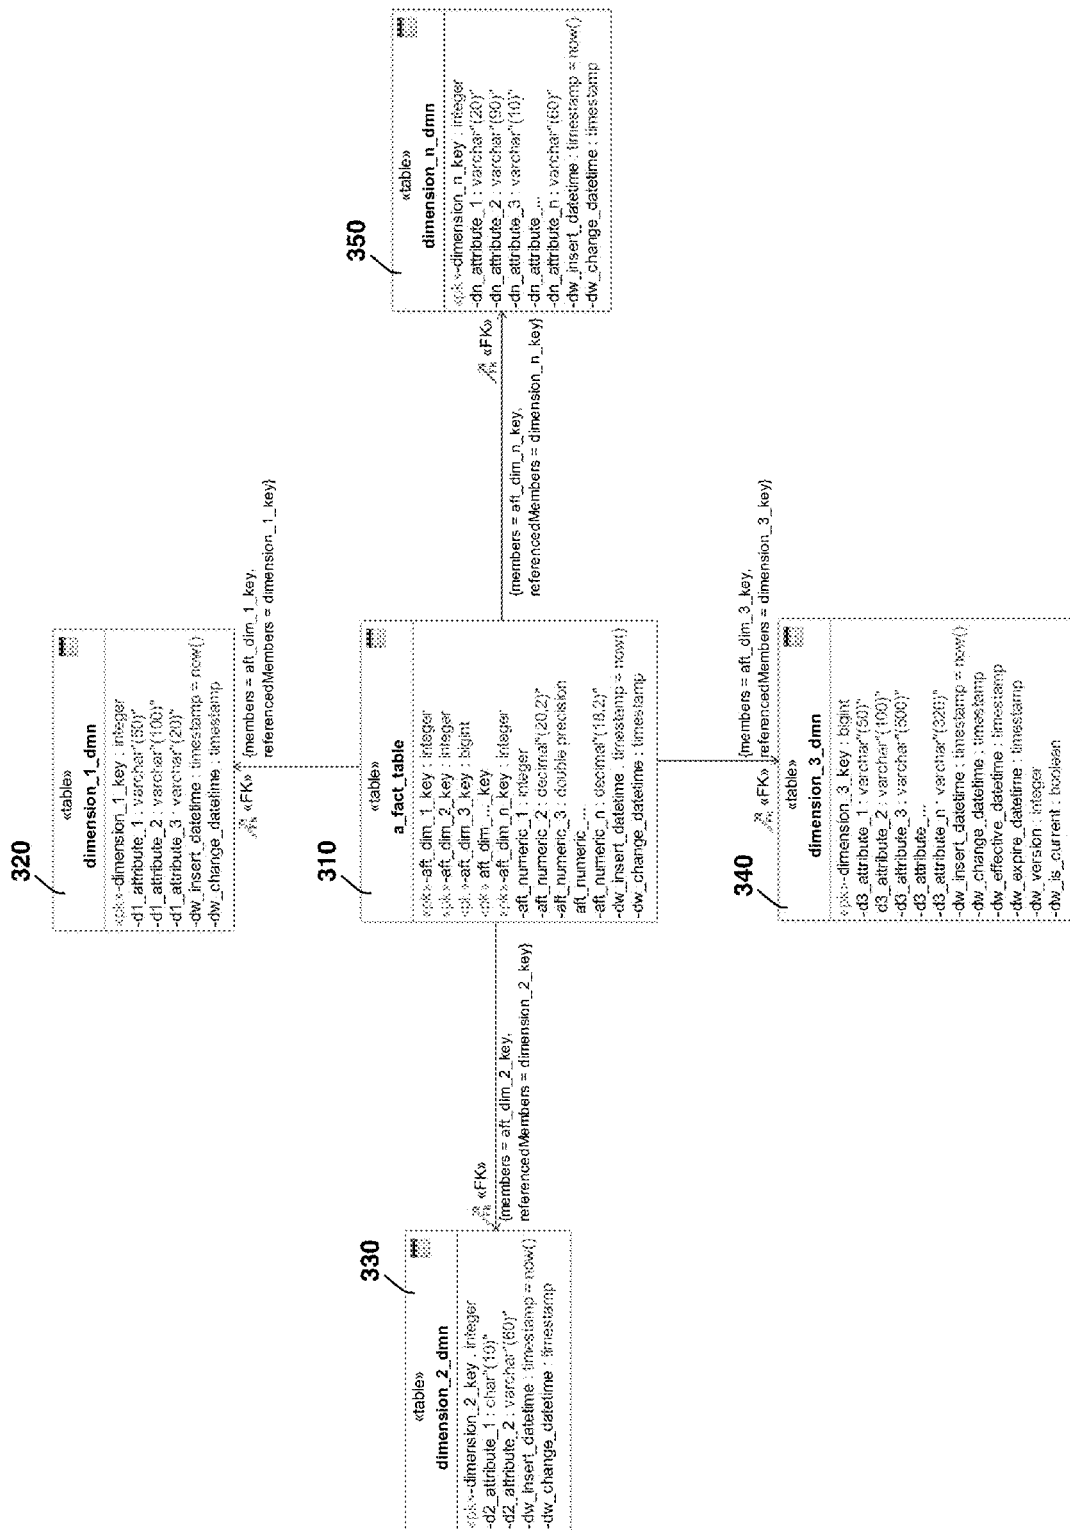 320
«table»
dimension_1_dmn
«pk»-dimension_1_key : integer
-d1_attribute_1 : varchar"(50)"
-d1_attribute_2 : varchar"(100)"
-d1_attribute_3 : varchar"(20)"
-dw_insert_datetime : timestamp = now()
-dw_change_datetime : timestamp
«FK»
{members = aft_dim_1_key,
referencedMembers = dimension_1_key}
330
«table»
dimension_2_dmn
«pk»-dimension_2_key : integer
-d2_attribute_1 : char"(10)"
-d2_attribute_2 : varchar"(60)"
-dw_insert_datetime : timestamp = now()
-dw_change_datetime : timestamp
«FK»
{members = aft_dim_2_key,
referencedMembers = dimension_2_key}
310
«table»
a_fact_table
«pk»-aft_dim_1_key : integer
«pk»-aft_dim_2_key : integer
«pk»-aft_dim_3_key : bigint
«pk»-aft_dim_..._key
«pk»-aft_dim_n_key : integer
-aft_numeric_1 : integer
-aft_numeric_2 : decimal"(20,2)"
-aft_numeric_3 : double precision
-aft_numeric_...
-aft_numeric_n : decimal"(18,2)"
-dw_insert_datetime : timestamp = now()
-dw_change_datetime : timestamp
350
«table»
dimension_n_dmn
«pk»-dimension_n_key : integer
-dn_attribute_1 : varchar"(20)"
-dn_attribute_2 : varchar"(90)"
-dn_attribute_3 : varchar"(10)"
-dn_attribute_...
-dn_attribute_n : varchar"(60)"
-dw_insert_datetime : timestamp = now()
-dw_change_datetime : timestamp
«FK»
{members = aft_dim_n_key,
referencedMembers = dimension_n_key}
340
«FK»
{members = aft_dim_3_key,
referencedMembers = dimension_3_key}
«table»
dimension_3_dmn
«pk»-dimension_3_key : bigint
-d3_attribute_1 : varchar"(50)"
-d3_attribute_2 : varchar"(100)"
-d3_attribute_3 : varchar"(500)"
-d3_attribute_...
-d3_attribute_n : varchar"(326)"
-dw_insert_datetime : timestamp = now()
-dw_change_datetime : timestamp
-dw_effective_datetime : timestamp
-dw_expire_datetime : timestamp
-dw_version : integer
-dw_is_current : boolean